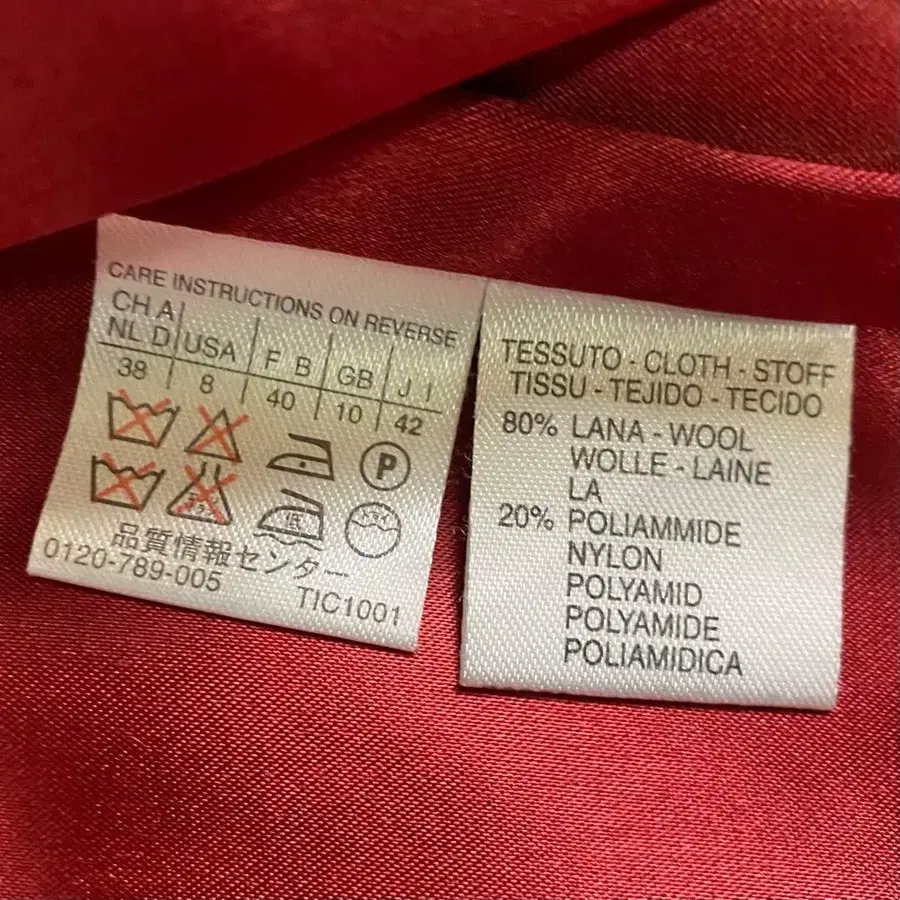 CARE INSTRUCTIONS ON REVERSE
CH A
NL D USA F B GB J I
38 8 40 10 42
P
低
品質情報センター
0120-789-005 TIC1001
TESSUTO - CLOTH - STOFF
TISSU - TEJIDO - TECIDO
80% LANA - WOOL
WOLLE - LAINE
LA
20% POLIAMMIDE
NYLON
POLYAMID
POLYAMIDE
POLIAMIDICA